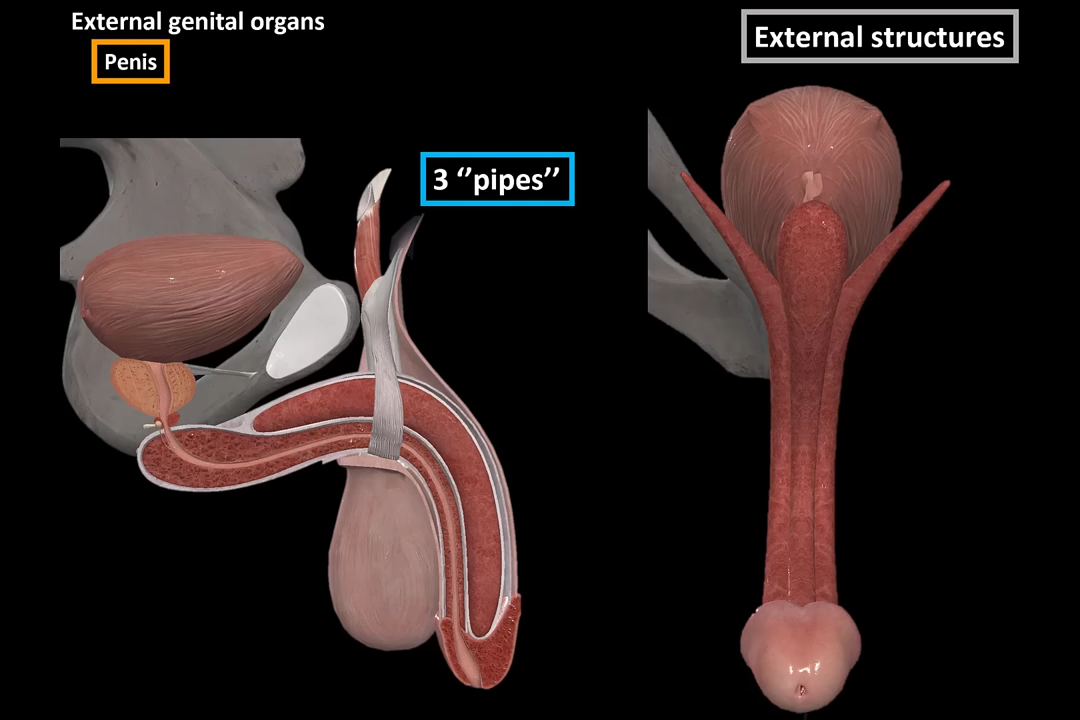 External genital organs
Penis
External structures
3 ‘’pipes’’